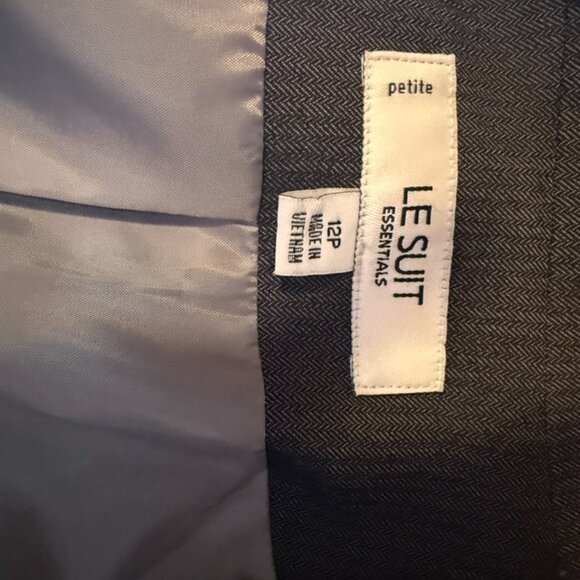 petite
LE SUIT
ESSENTIALS
12P
MADE IN
VIETNAM